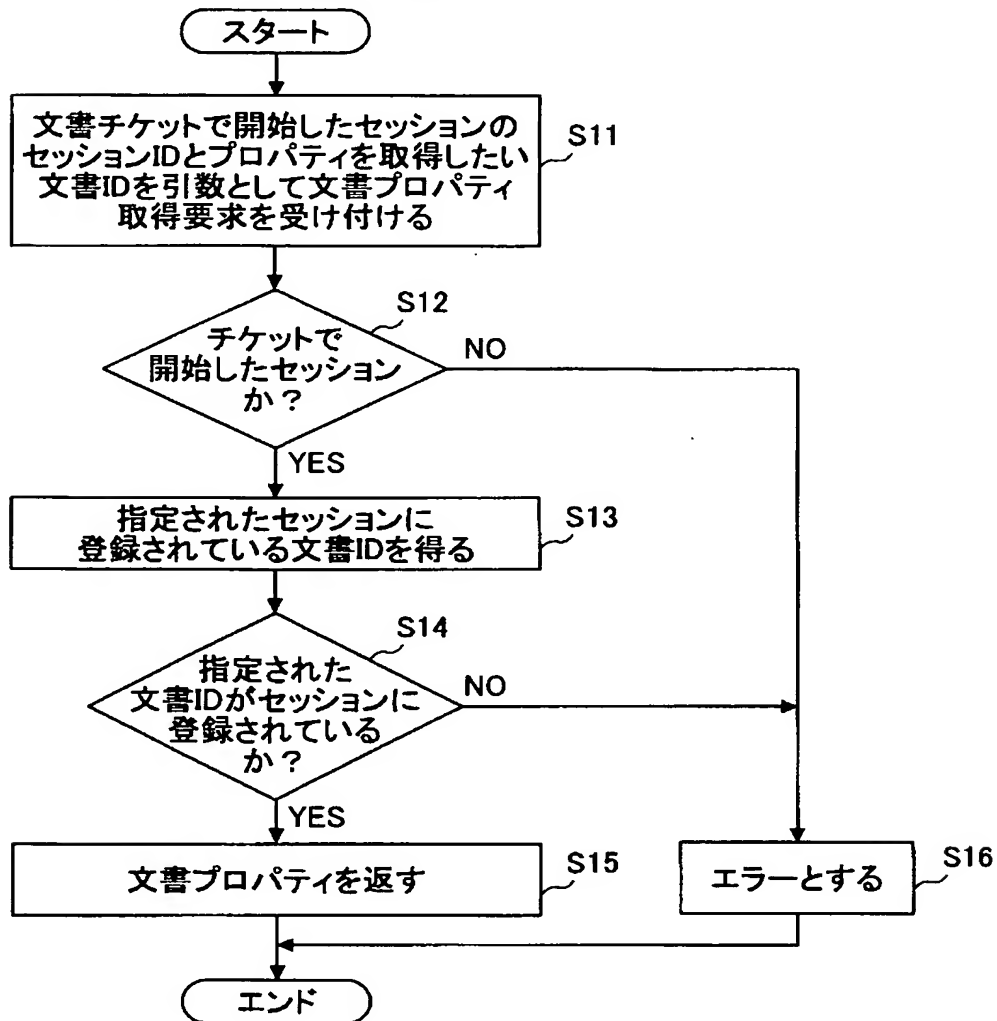 スタート
文書チケットで開始したセッションの
セッションIDとプロパティを取得したい
文書IDを引数として文書プロパティ
取得要求を受け付ける
S11
S12
チケットで
開始したセッション
か？
NO
YES
指定されたセッションに
登録されている文書IDを得る
S13
S14
指定された
文書IDがセッションに
登録されている
か？
NO
YES
文書プロパティを返す
S15
エラーとする
S16
エンド